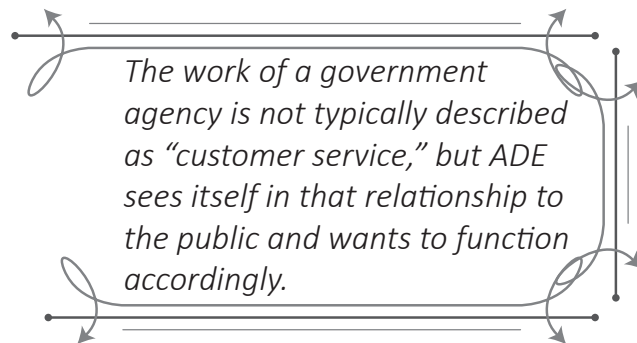 The work of a government
agency is not typically described
as “customer service,” but ADE
sees itself in that relationship to
the public and wants to function
accordingly.